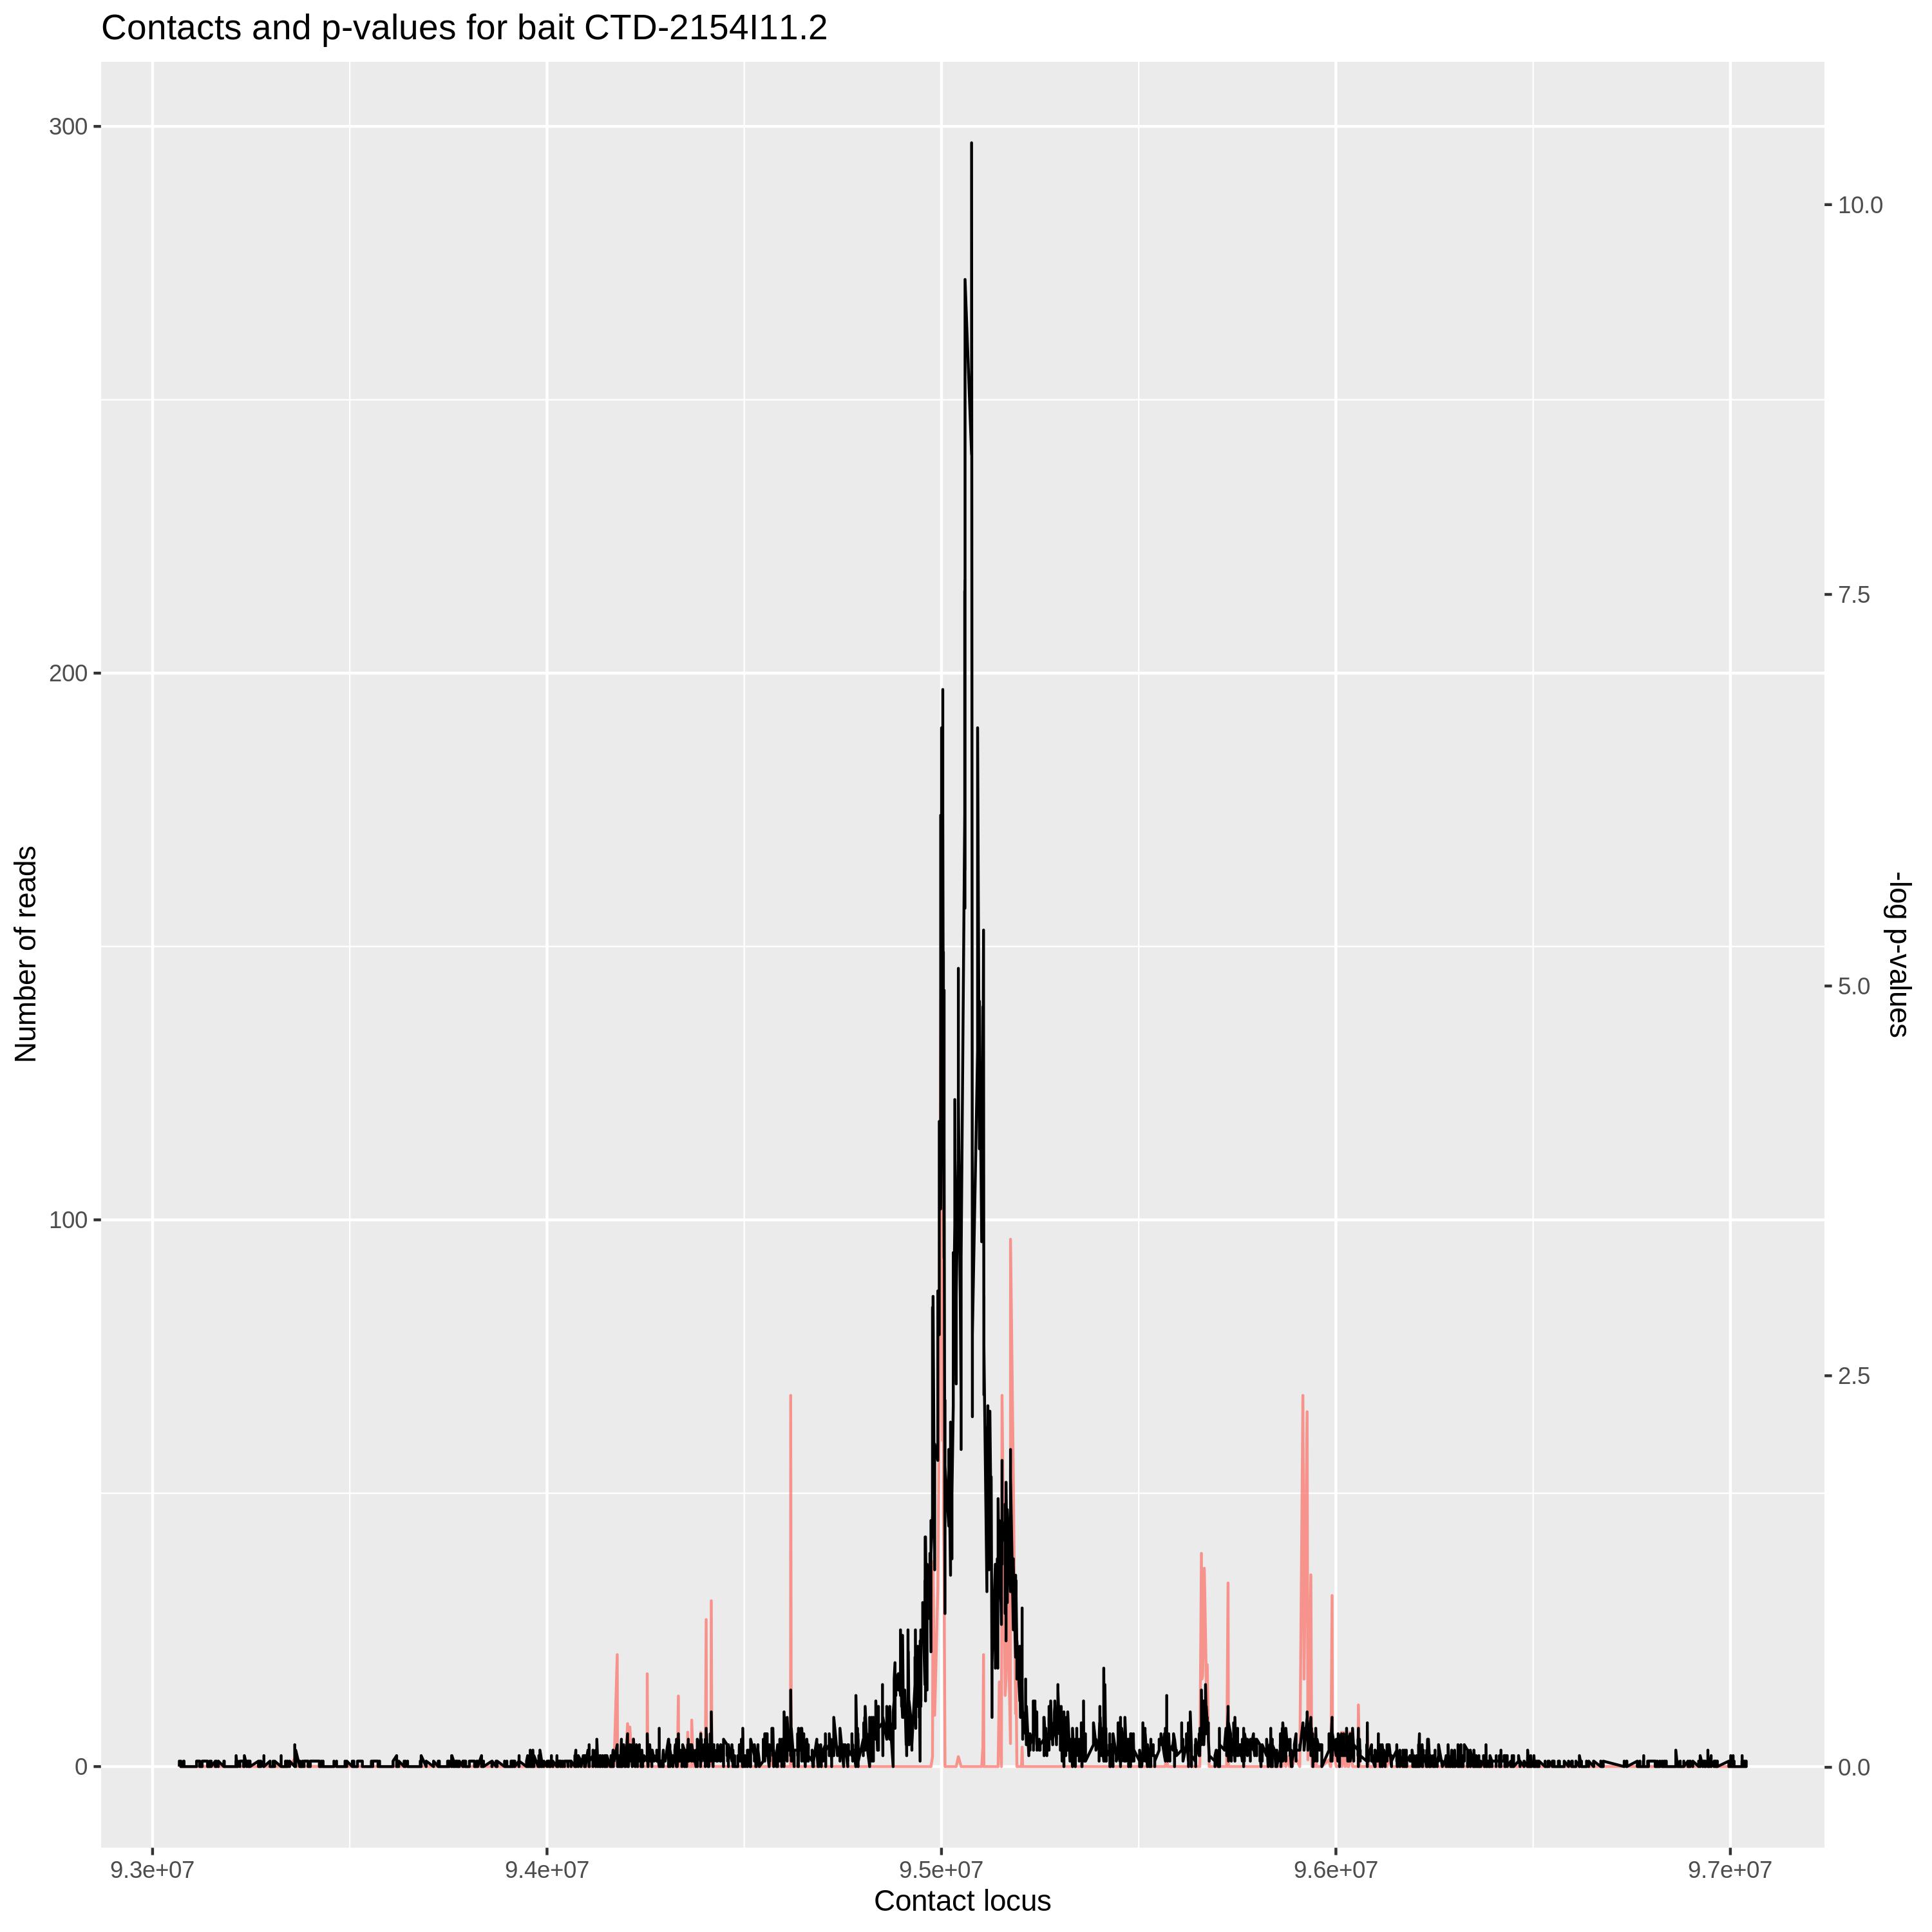 Contacts and p-values for bait CTD-2154I11.2
300
200
100
0
Number of reads
10.0
7.5
5.0
2.5
0.0
-log p-values
9.3e+07
9.4e+07
9.5e+07
9.6e+07
9.7e+07
Contact locus